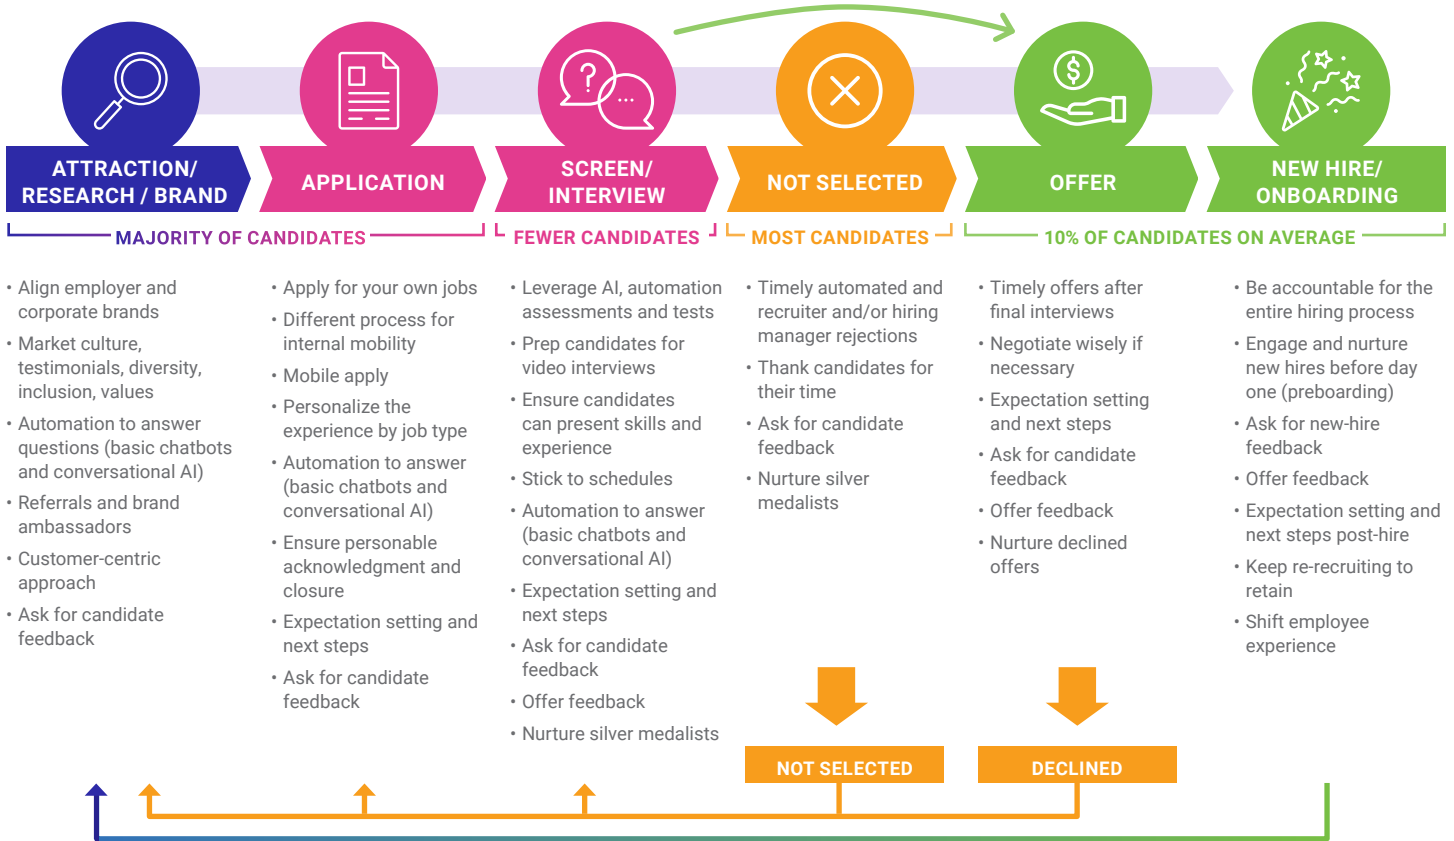 ATTRACTION/
RESEARCH / BRAND
APPLICATION
SCREEN/
INTERVIEW
NOT SELECTED
OFFER
NEW HIRE/
ONBOARDING
MAJORITY OF CANDIDATES
FEWER CANDIDATES
MOST CANDIDATES
10% OF CANDIDATES ON AVERAGE
• Align employer and
corporate brands
• Market culture,
testimonials, diversity,
inclusion, values
• Automation to answer
questions (basic chatbots
and conversational AI)
• Referrals and brand
ambassadors
• Customer-centric
approach
• Ask for candidate
feedback
• Apply for your own jobs
• Different process for
internal mobility
• Mobile apply
• Personalize the
experience by job type
• Automation to answer
(basic chatbots and
conversational AI)
• Ensure personable
acknowledgment and
closure
• Expectation setting and
next steps
• Ask for candidate
feedback
• Leverage AI, automation
assessments and tests
• Prep candidates for
video interviews
• Ensure candidates
can present skills and
experience
• Stick to schedules
• Automation to answer
(basic chatbots and
conversational AI)
• Expectation setting and
next steps
• Ask for candidate
feedback
• Offer feedback
• Nurture silver medalists
• Timely automated and
recruiter and/or hiring
manager rejections
• Thank candidates for
their time
• Ask for candidate
feedback
• Nurture silver
medalists
• Timely offers after
final interviews
• Negotiate wisely if
necessary
• Expectation setting
and next steps
• Ask for candidate
feedback
• Offer feedback
• Nurture declined
offers
• Be accountable for the
entire hiring process
• Engage and nurture
new hires before day
one (preboarding)
• Ask for new-hire
feedback
• Offer feedback
• Expectation setting and
next steps post-hire
• Keep re-recruiting to
retain
• Shift employee
experience
NOT SELECTED
DECLINED